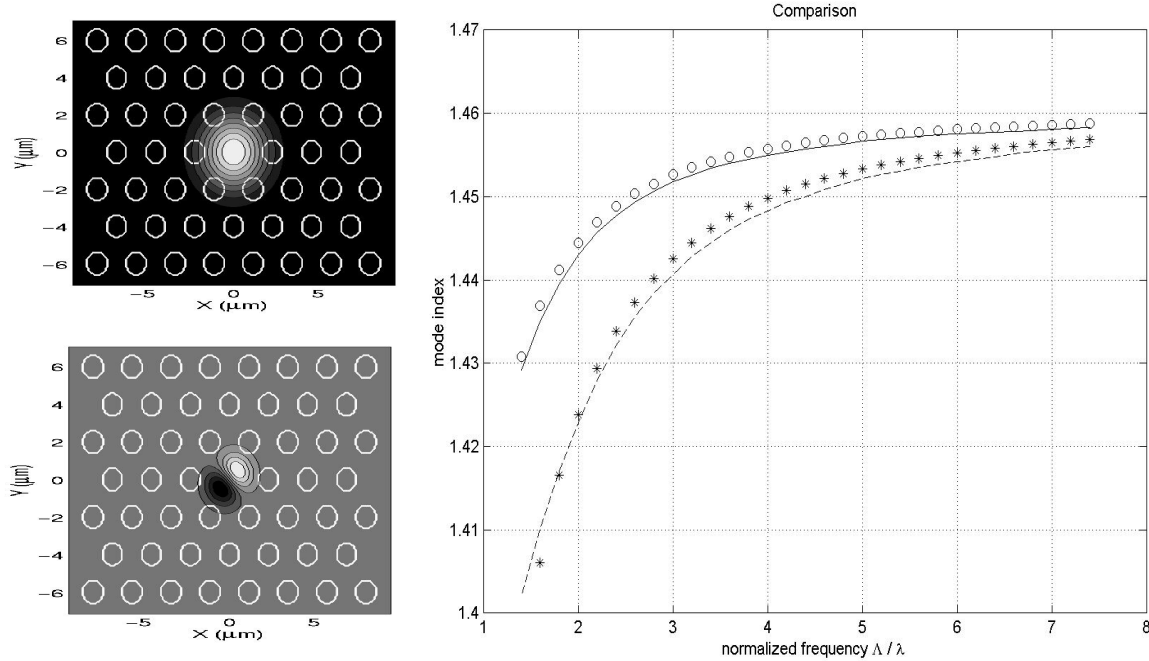 6
4
2
0
−2
−4
−6
Y (μm)
−5 0 5
X (μm)
6
4
2
0
−2
−4
−6
Y (μm)
−5 0 5
X (μm)
Comparison
1.47
1.46
1.45
1.44
1.43
1.42
1.41
1.4
mode index
1 2 3 4 5 6 7 8
normalized frequency Λ / λ